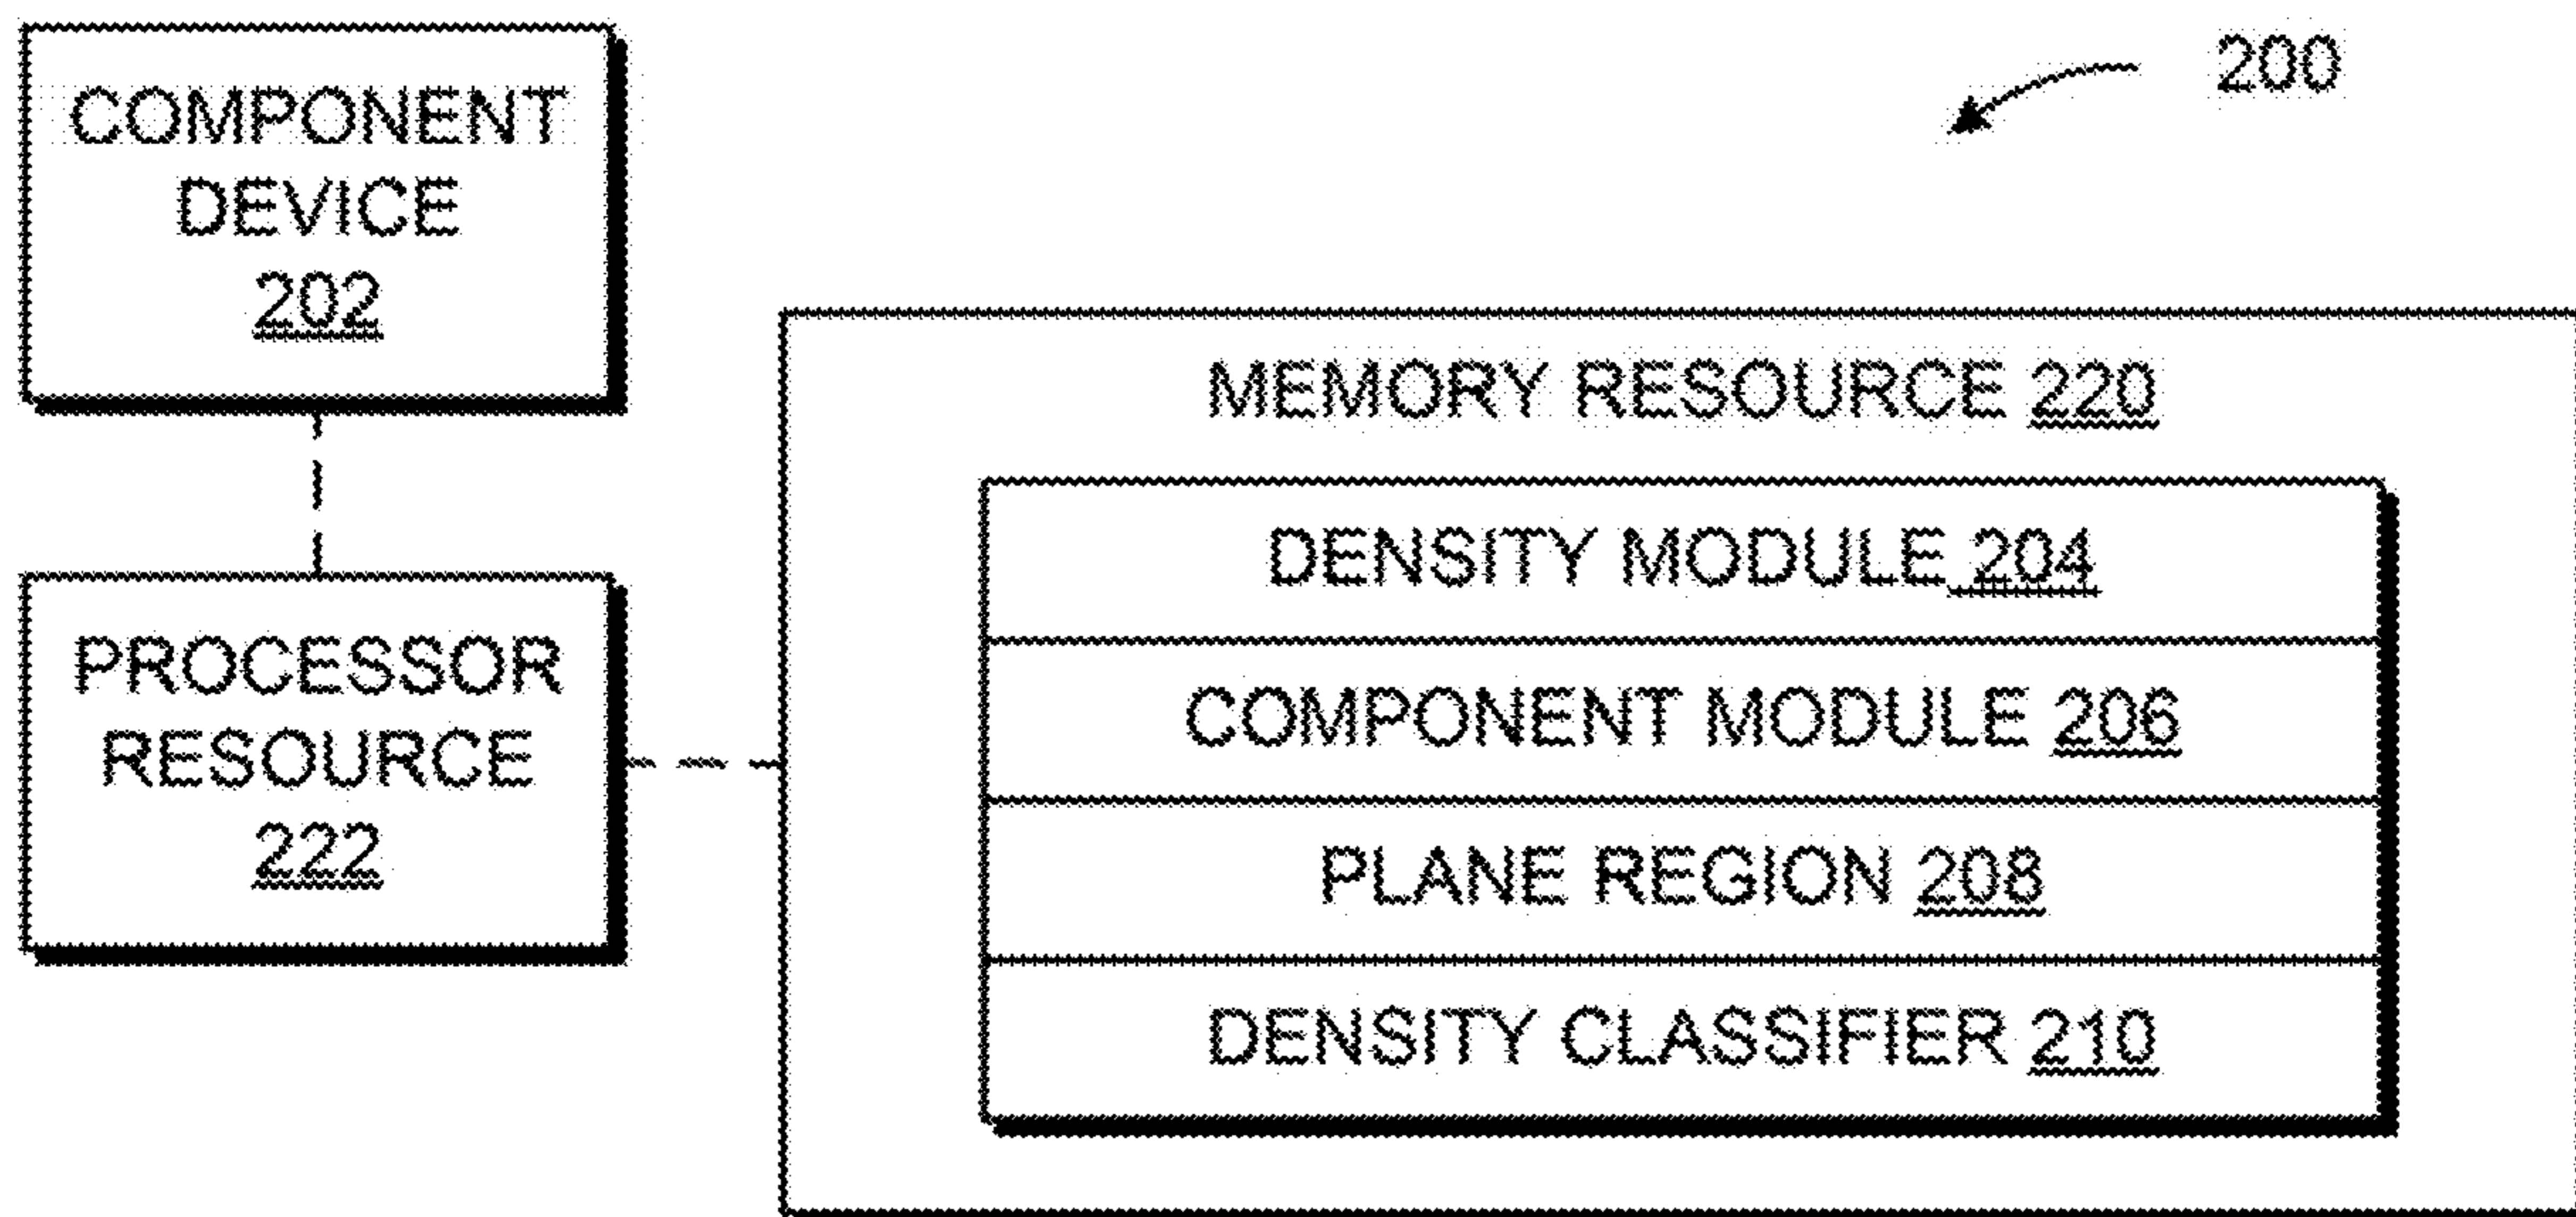 200
COMPONENT
DEVICE
202
PROCESSOR
RESOURCE
222
MEMORY RESOURCE 220
DENSITY MODULE 204
COMPONENT MODULE 206
PLANE REGION 208
DENSITY CLASSIFIER 210